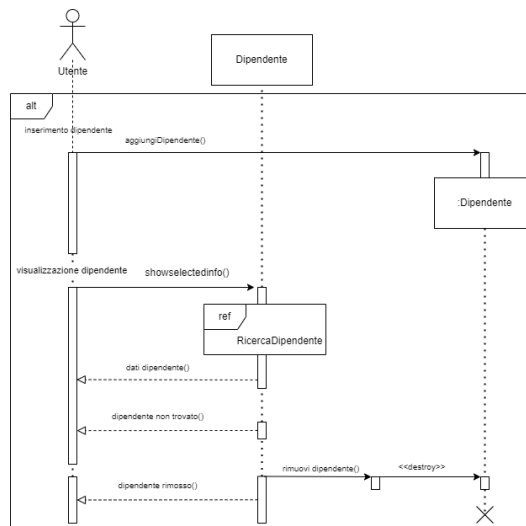 Utente
Dipendente
alt
inserimento dipendente
aggiungiDipendente()
:Dipendente
visualizzazione dipendente
showselectedinfo()
ref
RicercaDipendente
dati dipendente()
dipendente non trovato()
rimuovi dipendente()
<<destroy>>
dipendente rimosso()